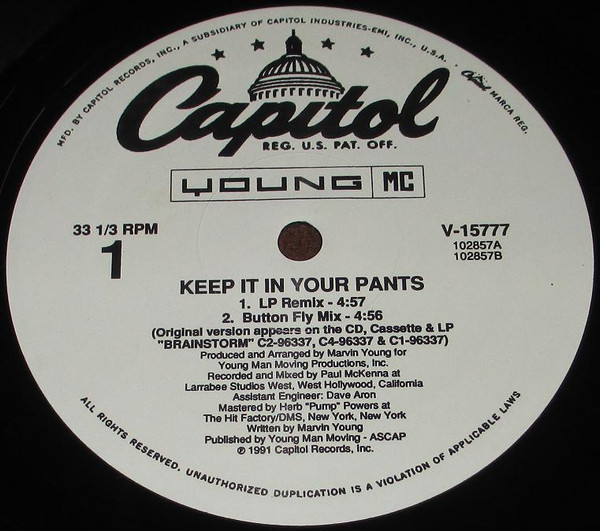 MFD. BY CAPITOL RECORDS, INC., A SUBSIDIARY OF CAPITOL INDUSTRIES-EMI, INC., U.S.A. · Capitol MARCA REG.
Capitol
REG. U.S. PAT. OFF.
YOUNG MC
33 1/3 RPM
1
V-15777
102857A
102857B
KEEP IT IN YOUR PANTS
1. LP Remix - 4:57
2. Button Fly Mix - 4:56
(Original version appears on the CD, Cassette & LP
"BRAINSTORM" C2-96337, C4-96337 & C1-96337)
Produced and Arranged by Marvin Young for
Young Man Moving Productions, Inc.
Recorded and Mixed by Paul McKenna at
Larrabee Studios West, West Hollywood, California
Assistant Engineer: Dave Aron
Mastered by Herb "Pump" Powers at
The Hit Factory/DMS, New York, New York
Written by Marvin Young
Published by Young Man Moving - ASCAP
℗ 1991 Capitol Records, Inc.
ALL RIGHTS RESERVED. UNAUTHORIZED DUPLICATION IS A VIOLATION OF APPLICABLE LAWS